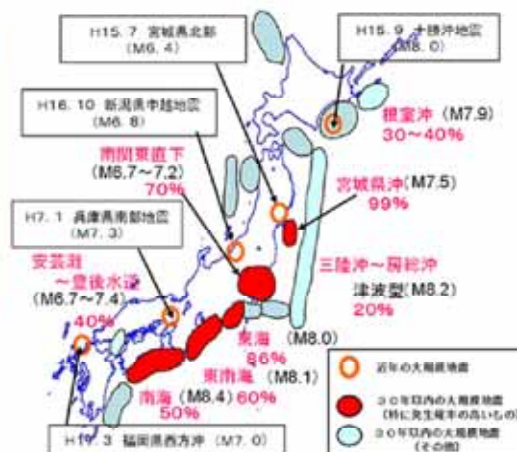 H15.7 宮城県北部
(M6.4)
H15.9 十勝沖地震
(M8.0)
H16.10 新潟県中越地震
(M6.8)
根室沖(M7.9)
30～40%
南関東直下
(M6.7～7.2)
70%
宮城県沖(M7.5)
99%
H7.1 兵庫県南部地震
(M7.3)
安芸灘
～豊後水道
(M6.7～7.4)
40%
三陸沖～房総沖
津波型(M8.2)
20%
東海(M8.0)
86%
東南海(M8.1)
60%
南海(M8.4)
50%
H17.3 福岡県西方沖(M7.0)
近年の大規模地震
30年以内の大規模地震
(特に発生確率の高いもの)
30年以内の大規模地震
(その他)